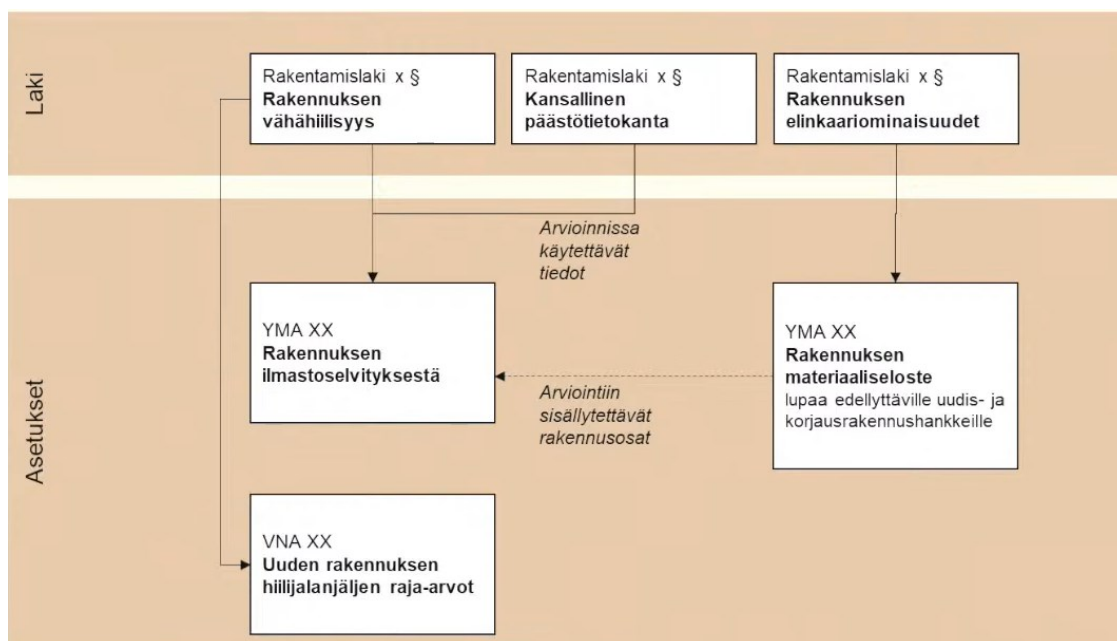 Laki
Rakentamislaki x §
Rakennuksen
vähähiilisyys
Rakentamislaki x §
Kansallinen
päästötietokanta
Rakentamislaki x §
Rakennuksen
elinkaariominaisuudet
Asetukset
Arvioinnissa
käytettävät
tiedot
YMA XX
Rakennuksen
ilmastoselvityksestä
Arviointiin
sisällytettävät
rakennusosat
YMA XX
Rakennuksen
materiaaliseloste
lupaa edellyttäville uudis- ja
korjausrakennushankkeille
VNA XX
Uuden rakennuksen
hiilijalanjäljen raja-arvot